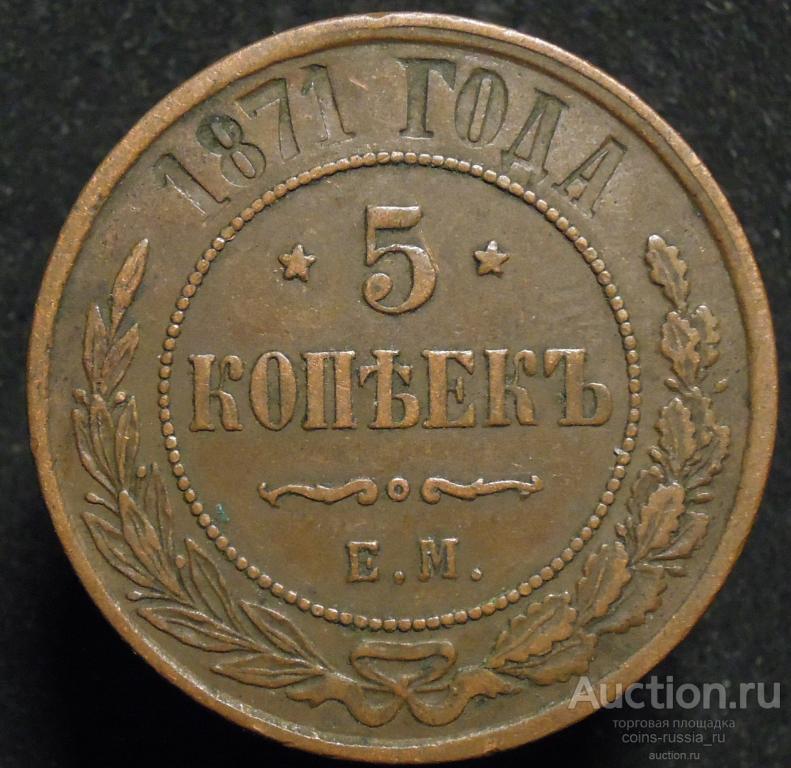 1871 ГОДА
5
КОПѢЕКЪ
Е.М.
Auction.ru
торговая площадка
coins-russia_ru
auction.ru